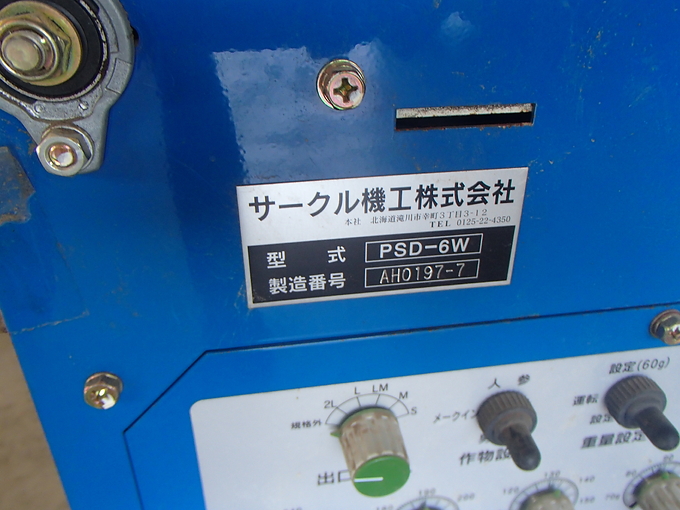 サークル機工株式会社
本社 北海道滝川市幸町3丁目3-12
TEL 0125-22-4350
型式 PSD-6W
製造番号 AH0197-7
規格外 2L L LM M S
出口
人参
メークイン
作物設
設定(60g)
運転
設定
重量設定